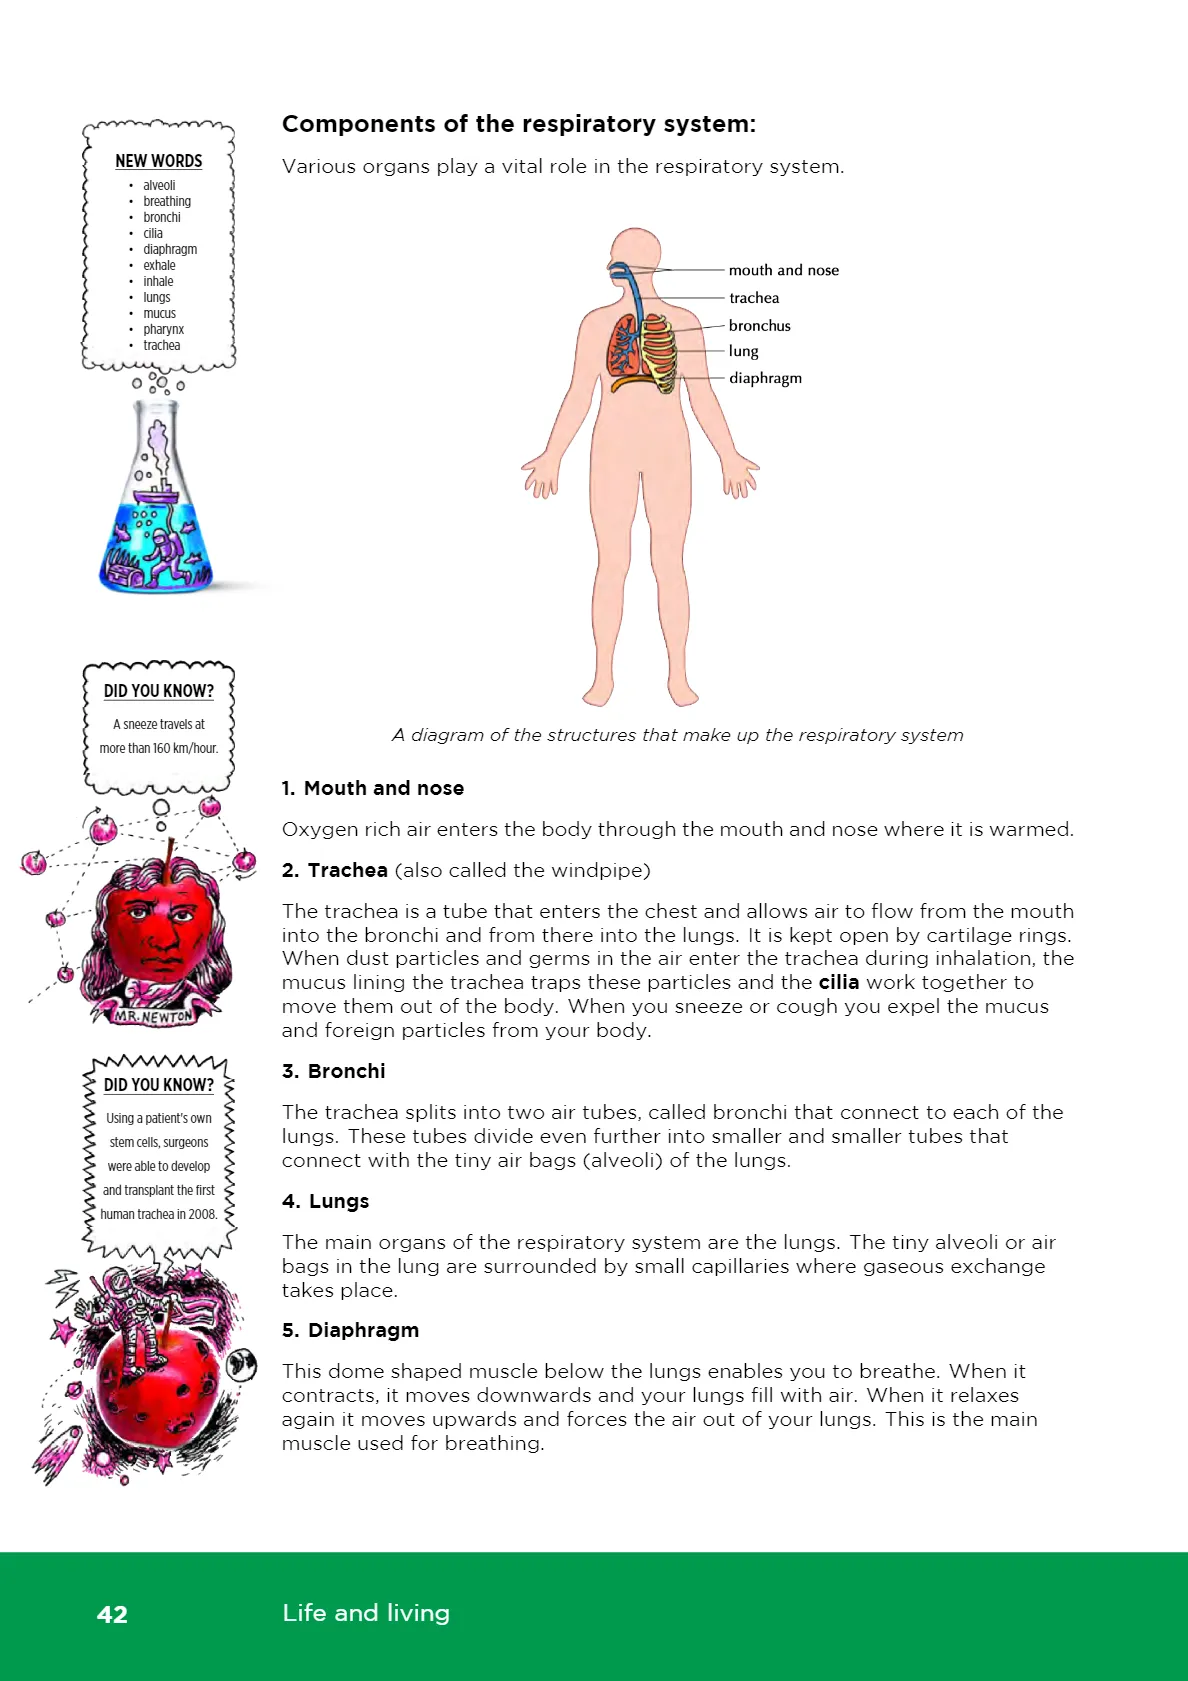 Components of the respiratory system:
Various organs play a vital role in the respiratory system.
NEW WORDS
• alveoli
• breathing
• bronchi
• cilia
• diaphragm
• exhale
• inhale
• lungs
• mucus
• pharynx
• trachea
mouth and nose
trachea
bronchus
lung
diaphragm
A diagram of the structures that make up the respiratory system
DID YOU KNOW?
A sneeze travels at
more than 160 km/hour.
MR. NEWTON
1. Mouth and nose
Oxygen rich air enters the body through the mouth and nose where it is warmed.
2. Trachea (also called the windpipe)
The trachea is a tube that enters the chest and allows air to flow from the mouth
into the bronchi and from there into the lungs. It is kept open by cartilage rings.
When dust particles and germs in the air enter the trachea during inhalation, the
mucus lining the trachea traps these particles and the cilia work together to
move them out of the body. When you sneeze or cough you expel the mucus
and foreign particles from your body.
3. Bronchi
The trachea splits into two air tubes, called bronchi that connect to each of the
lungs. These tubes divide even further into smaller and smaller tubes that
connect with the tiny air bags (alveoli) of the lungs.
DID YOU KNOW?
Using a patient's own
stem cells, surgeons
were able to develop
and transplant the first
human trachea in 2008.
4. Lungs
The main organs of the respiratory system are the lungs. The tiny alveoli or air
bags in the lung are surrounded by small capillaries where gaseous exchange
takes place.
5. Diaphragm
This dome shaped muscle below the lungs enables you to breathe. When it
contracts, it moves downwards and your lungs fill with air. When it relaxes
again it moves upwards and forces the air out of your lungs. This is the main
muscle used for breathing.
42
Life and living